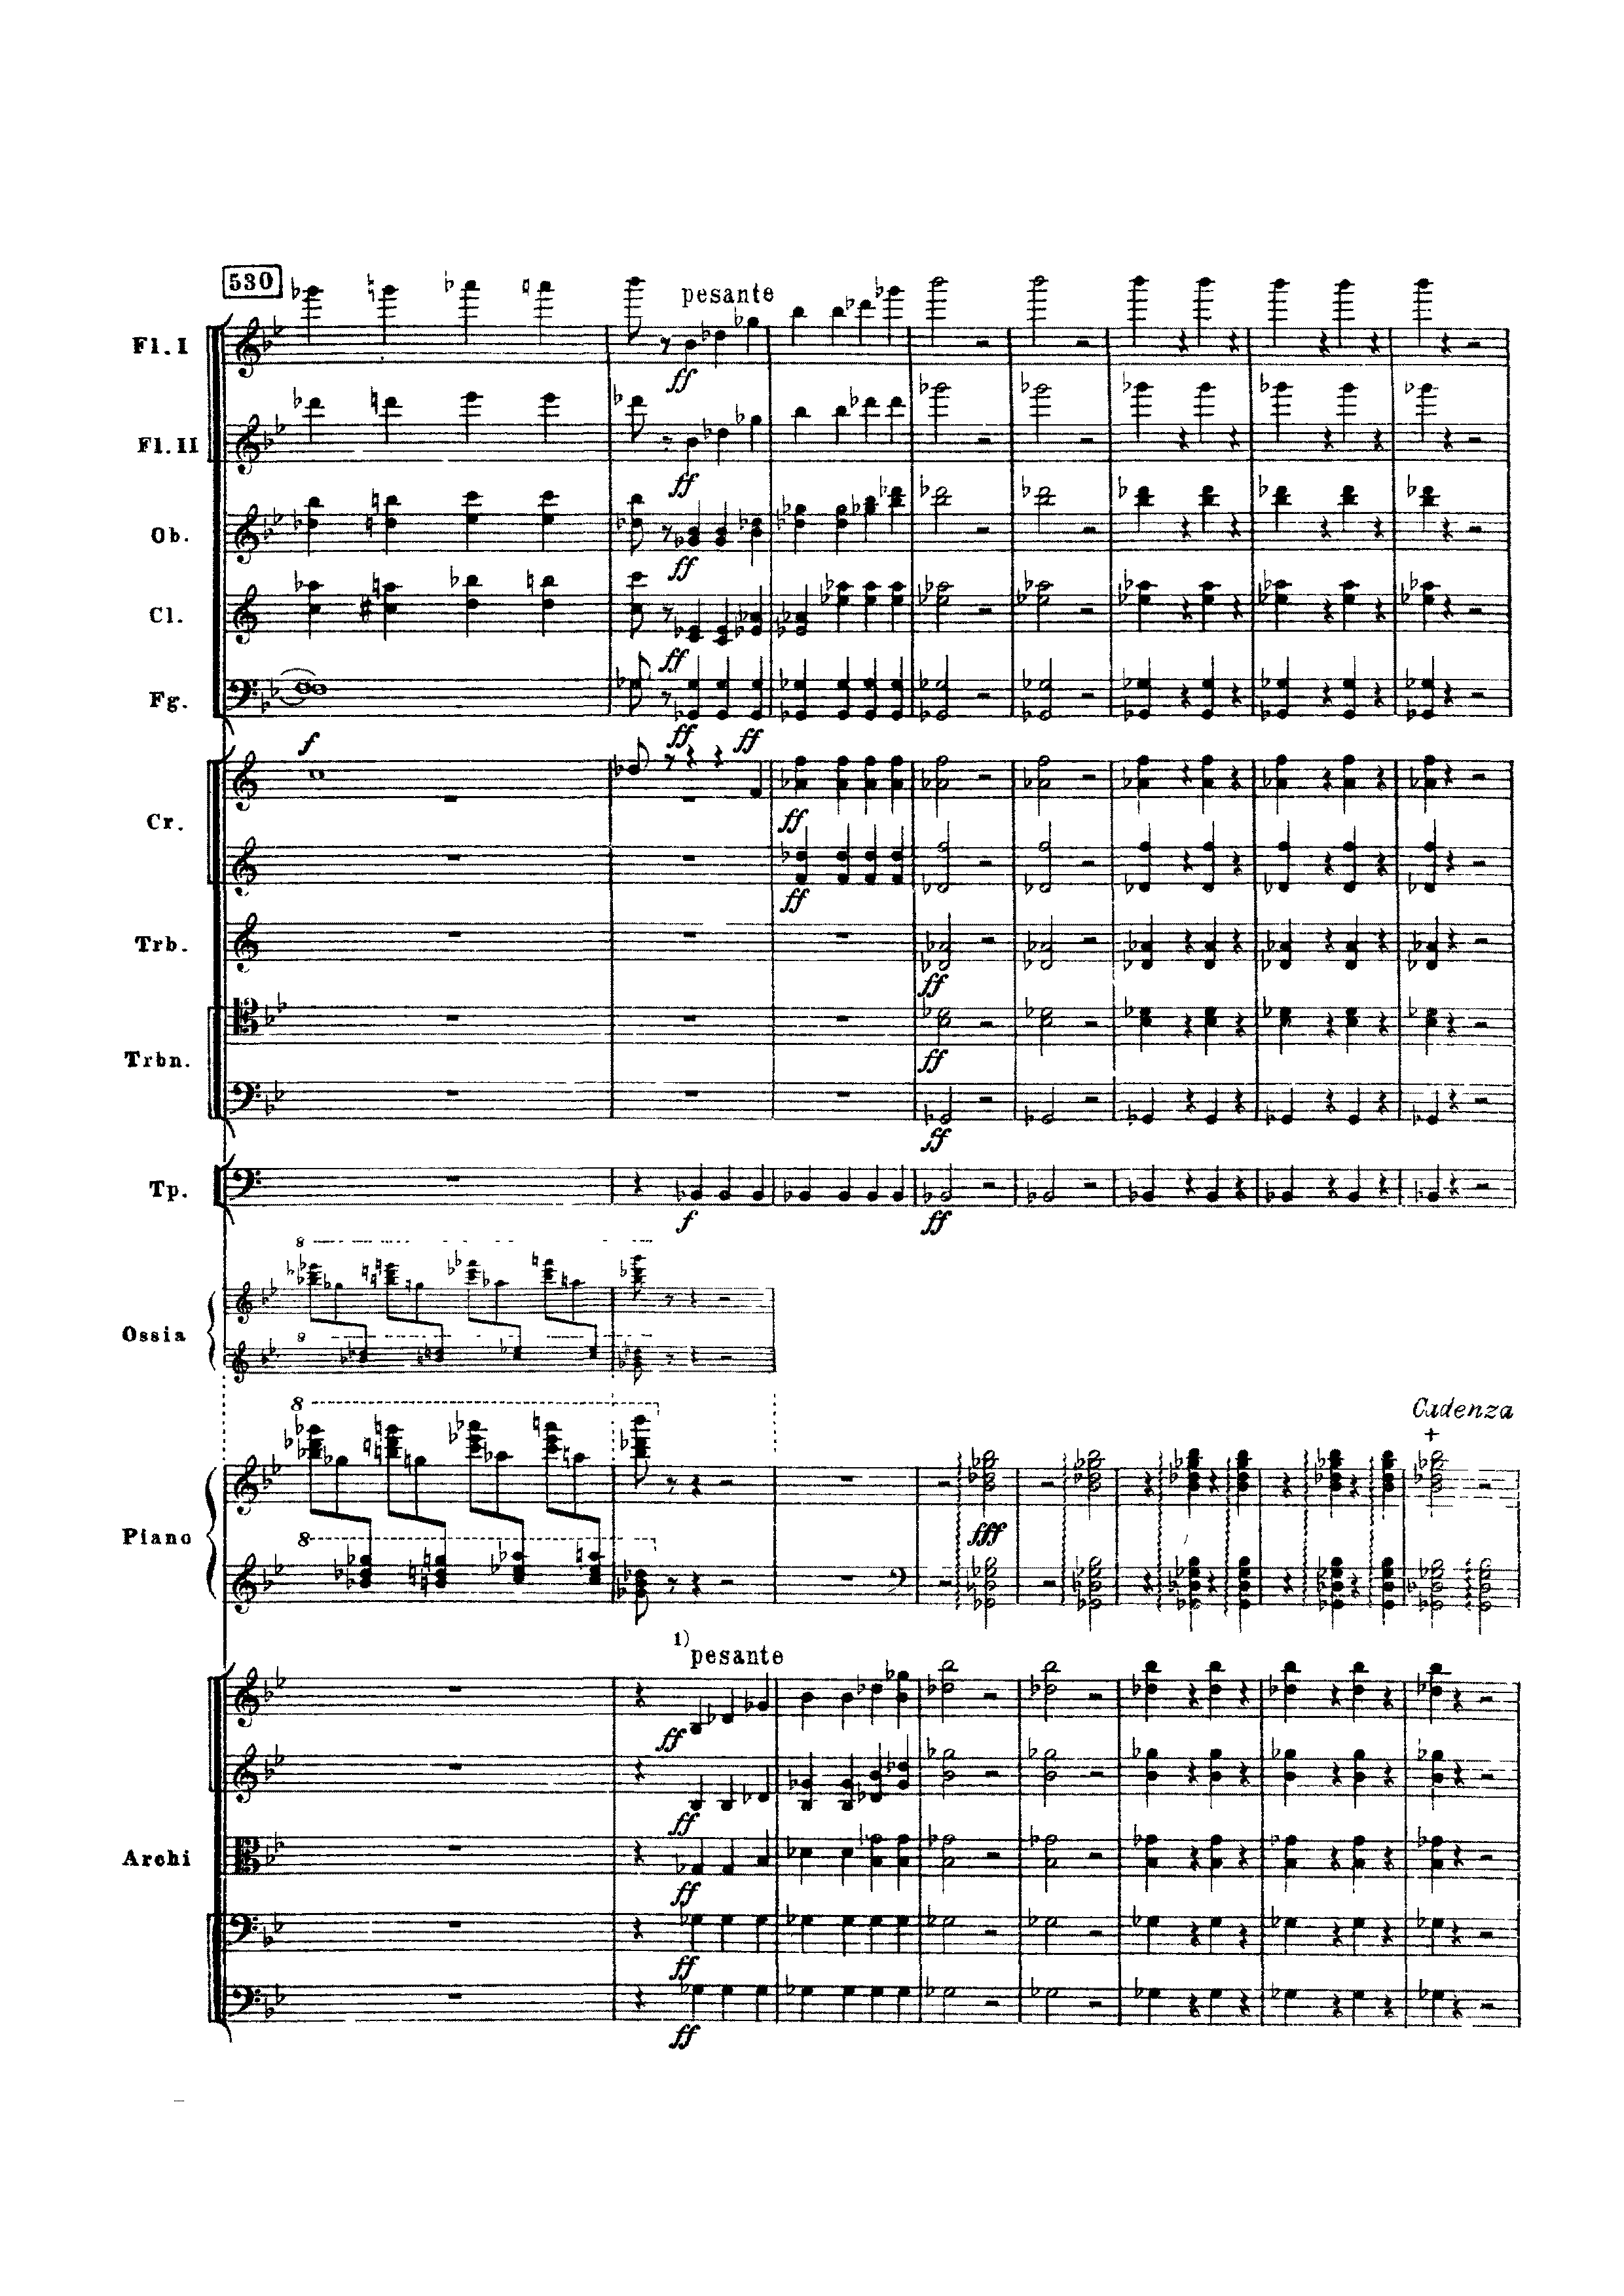 530
pesante
Fl. I
ff
Fl. II
ff
Ob.
ff
Cl.
ff
Fg.
ff ff
f
Cr.
ff
ff
Trb.
ff
Trbn.
ff
ff
Tp.
f ff
8
Ossia
8
Cadenza
8
+
Piano
fff
8
1)
pesante
ff
ff
Archi
ff
ff
ff